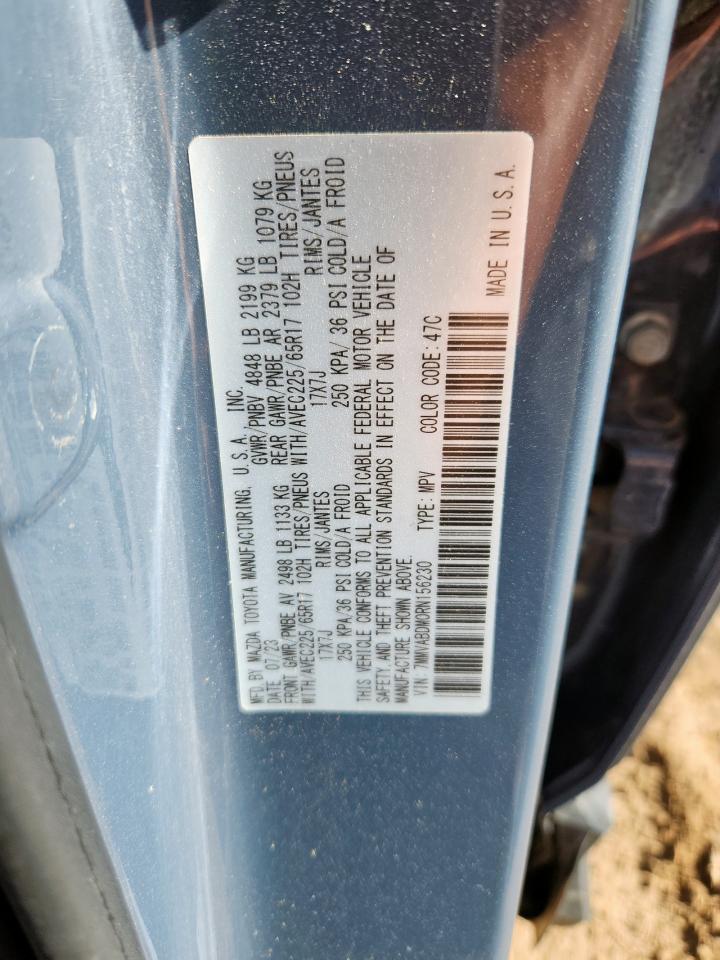 MFD.BY MAZDA TOYOTA MANUFACTURING, U.S.A. INC.
DATE 07/23 GVWR/PNBV 4848 LB 2199 KG
FRONT GAWR/PNBE AV 2498 LB 1133 KG REAR GAWR/PNBE AR 2379 LB 1079 KG
WITH/AVEC225/65R17 102H TIRES/PNEUS WITH/AVEC225/65R17 102H TIRES/PNEUS
17X7J RIMS/JANTES 17X7J RIMS/JANTES
250 KPA/36 PSI COLD/A FROID 250 KPA/ 36 PSI COLD/A FROID
THIS VEHICLE CONFORMS TO ALL APPLICABLE FEDERAL MOTOR VEHICLE
SAFETY AND THEFT PREVENTION STANDARDS IN EFFECT ON THE DATE OF
MANUFACTURE SHOWN ABOVE.
VIN: 7MMVABDM0RN156230 TYPE: MPV COLOR CODE: 47C
MADE IN U.S.A.